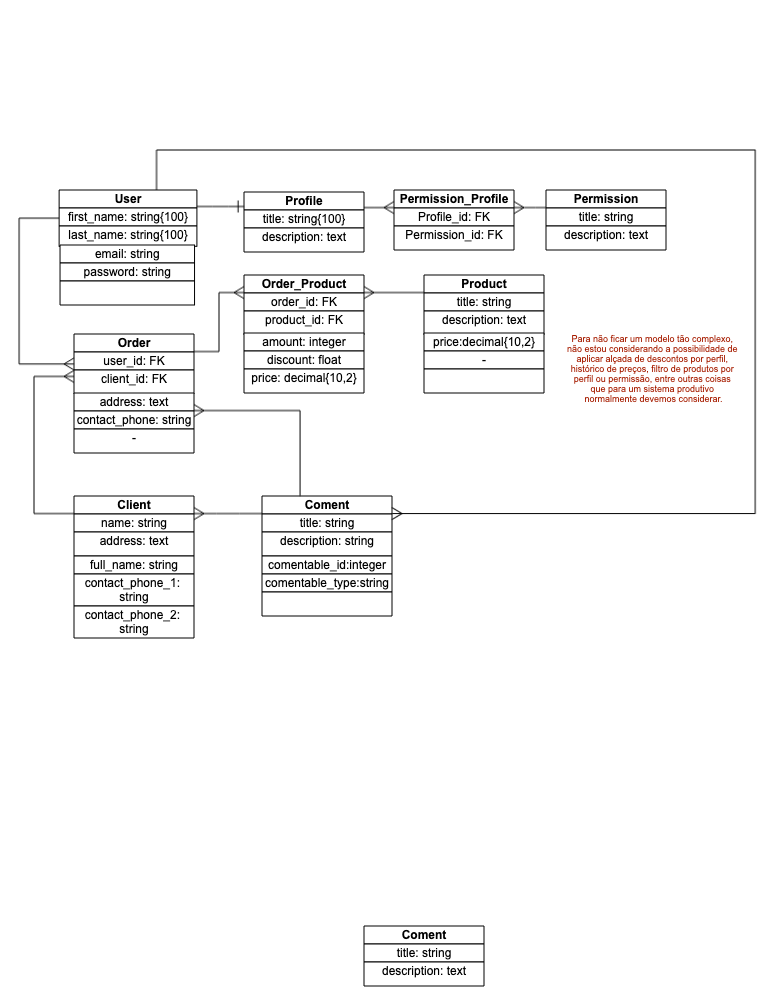 User
first_name: string{100}
last_name: string{100}
email: string
password: string
Profile
title: string{100}
description: text
Permission_Profile
Profile_id: FK
Permission_id: FK
Permission
title: string
description: text
Order_Product
order_id: FK
product_id: FK
amount: integer
discount: float
price: decimal{10,2}
Product
title: string
description: text
price:decimal{10,2}
-
Para não ficar um modelo tão complexo,
não estou considerando a possibilidade de
aplicar alçada de descontos por perfil,
histórico de preços, filtro de produtos por
perfil ou permissão, entre outras coisas
que para um sistema produtivo
normalmente devemos considerar.
Order
user_id: FK
client_id: FK
address: text
contact_phone: string
-
Client
name: string
address: text
full_name: string
contact_phone_1:
string
contact_phone_2:
string
Coment
title: string
description: string
comentable_id:integer
comentable_type:string
Coment
title: string
description: text